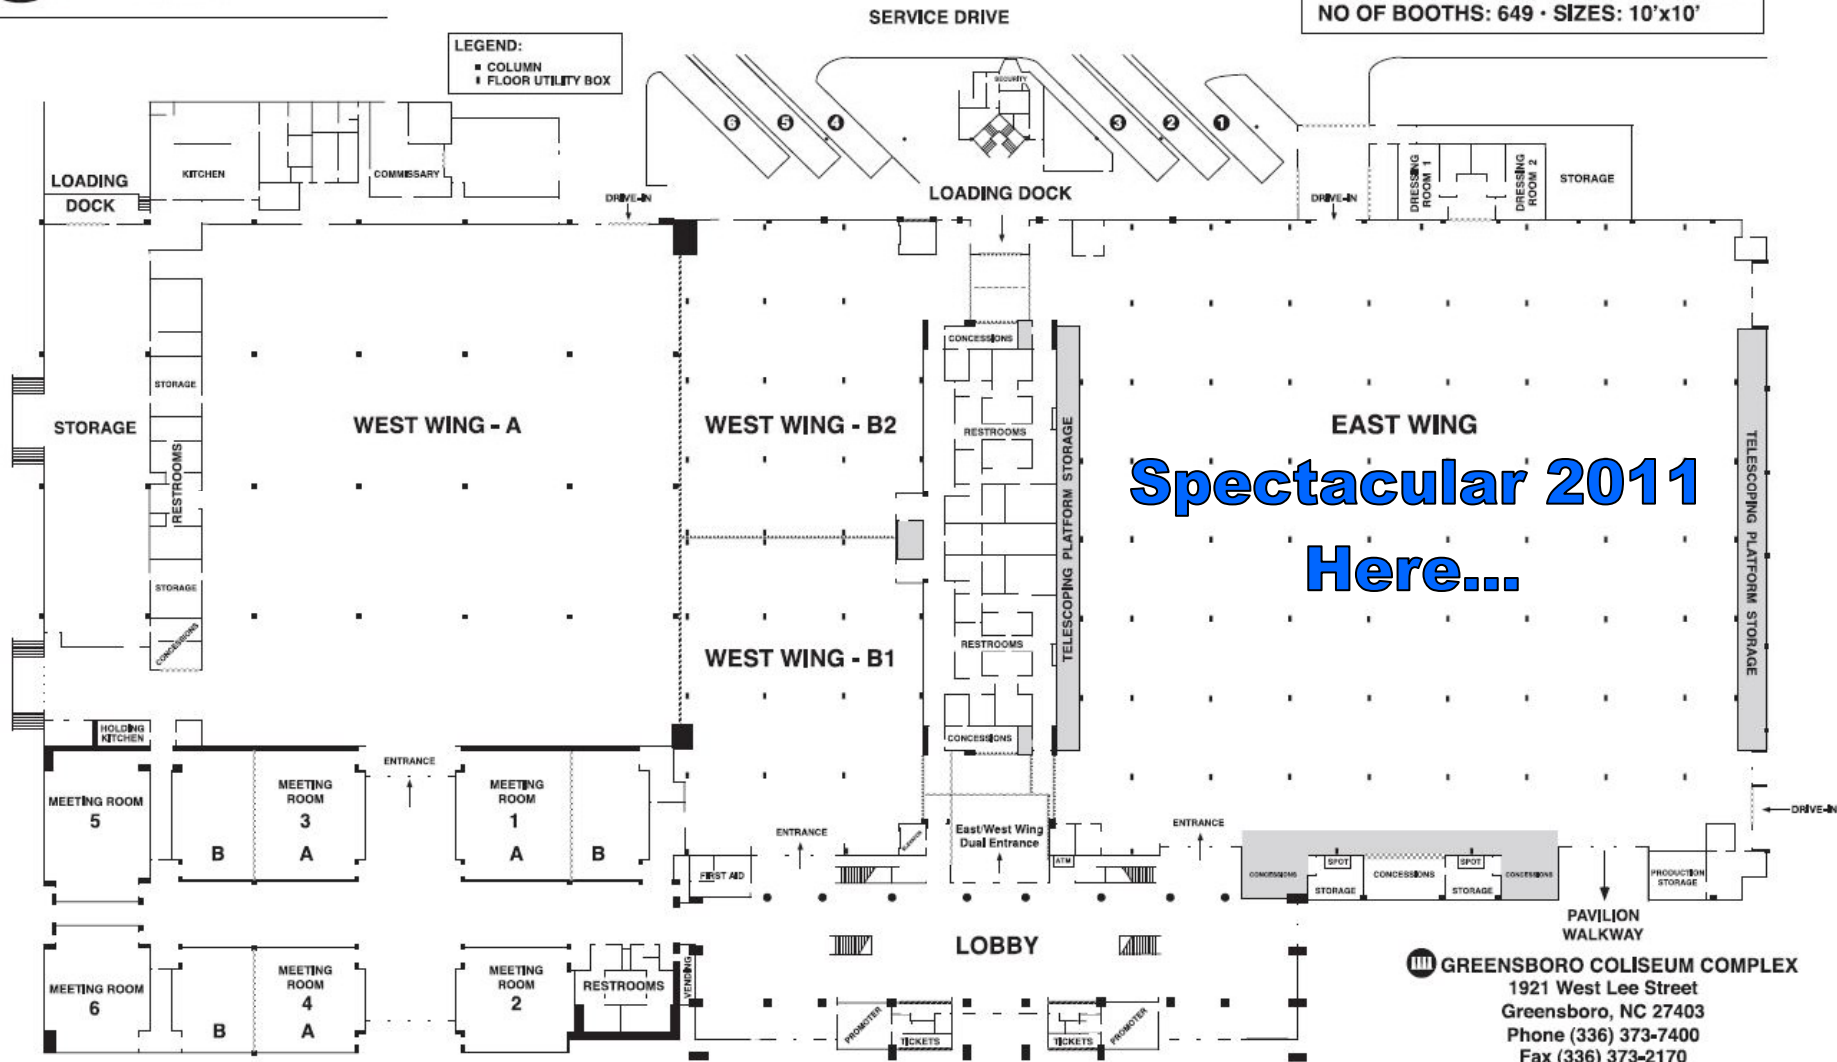 SERVICE DRIVE
NO OF BOOTHS: 649 · SIZES: 10'x10'
LEGEND:
COLUMN
FLOOR UTILITY BOX
SECURITY
6
5
4
3
2
1
LOADING
DOCK
KITCHEN
COMMISSARY
DRIVE-IN
LOADING DOCK
DRIVE-IN
DRESSING
ROOM 1
DRESSING
ROOM 2
STORAGE
CONCESSIONS
STORAGE
STORAGE
WEST WING - A
WEST WING - B2
RESTROOMS
EAST WING
RESTROOMS
TELESCOPING PLATFORM STORAGE
TELESCOPING PLATFORM STORAGE
Spectacular 2011
Here...
STORAGE
CONCESSIONS
WEST WING - B1
RESTROOMS
HOLDING
KITCHEN
CONCESSIONS
ENTRANCE
MEETING ROOM
5
B
MEETING
ROOM
3
A
MEETING
ROOM
1
A
B
ENTRANCE
East/West Wing
Dual Entrance
ATM
ENTRANCE
DRIVE-IN
FIRST AID
CONCESSIONS
SPOT
STORAGE
CONCESSIONS
SPOT
STORAGE
CONCESSIONS
PRODUCTION
STORAGE
PAVILION
WALKWAY
LOBBY
MEETING ROOM
6
B
MEETING
ROOM
4
A
MEETING
ROOM
2
RESTROOMS
VENDING
PROMOTER
TICKETS
TICKETS
PROMOTER
GREENSBORO COLISEUM COMPLEX
1921 West Lee Street
Greensboro, NC 27403
Phone (336) 373-7400
Fax (336) 373-2170